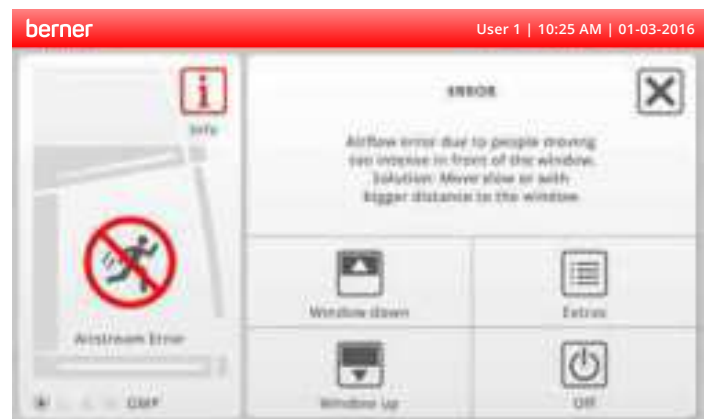 berner
User 1 | 10:25 AM | 01-03-2016
Info
ERROR
Airflow error due to people moving
too intense in front of the window.
Solution: Move slow or with
bigger distance to the window.
Window down
Extras
Airstream Error
GMP
Window up
Off